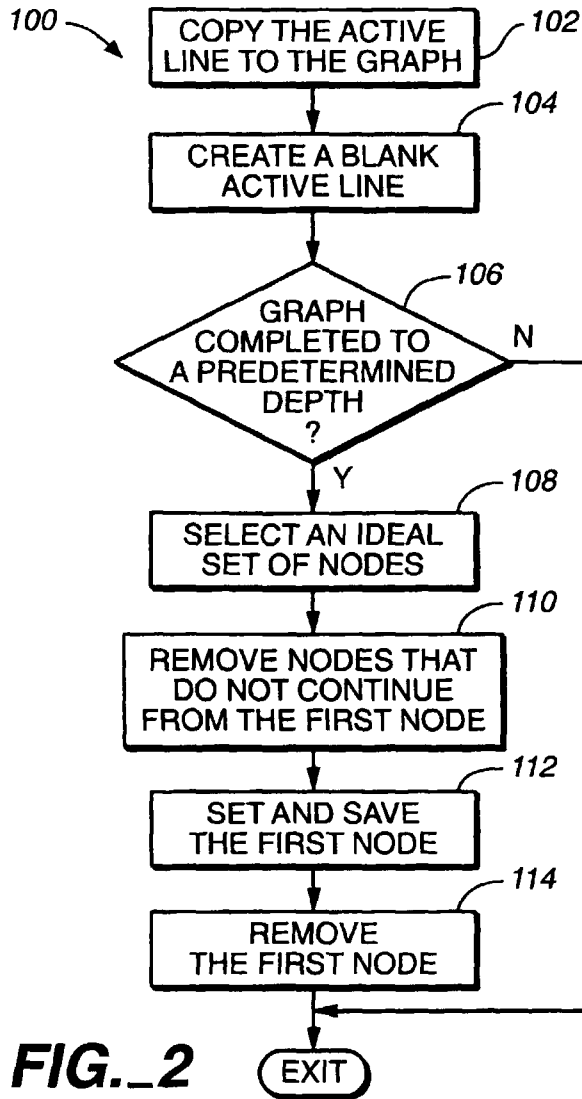 100
COPY THE ACTIVE
LINE TO THE GRAPH
102
104
CREATE A BLANK
ACTIVE LINE
106
GRAPH
COMPLETED TO
A PREDETERMINED
DEPTH
?
N
Y
108
SELECT AN IDEAL
SET OF NODES
110
REMOVE NODES THAT
DO NOT CONTINUE
FROM THE FIRST NODE
112
SET AND SAVE
THE FIRST NODE
114
REMOVE
THE FIRST NODE
FIG._2
EXIT